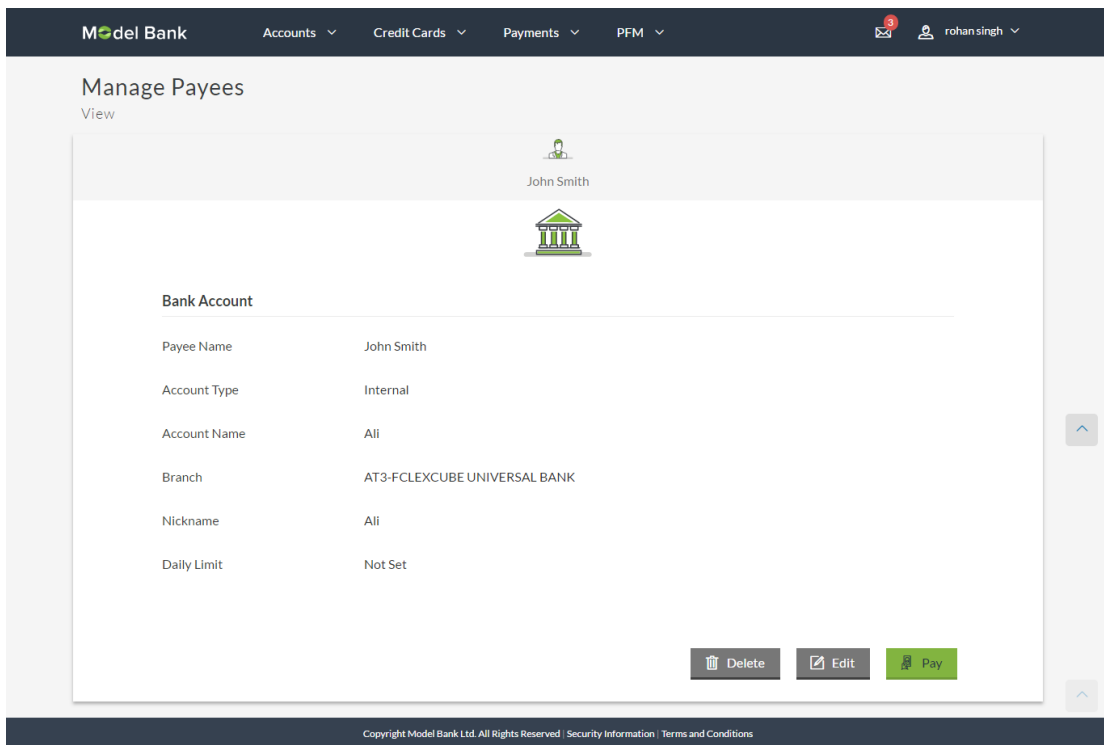 Model Bank Accounts Credit Cards Payments PFM 3 rohan singh
Manage Payees
View
John Smith
Bank Account
Payee Name John Smith
Account Type Internal
Account Name Ali
Branch AT3-FCLEXCUBE UNIVERSAL BANK
Nickname Ali
Daily Limit Not Set
Delete Edit Pay
Copyright Model Bank Ltd. All Rights Reserved | Security Information | Terms and Conditions